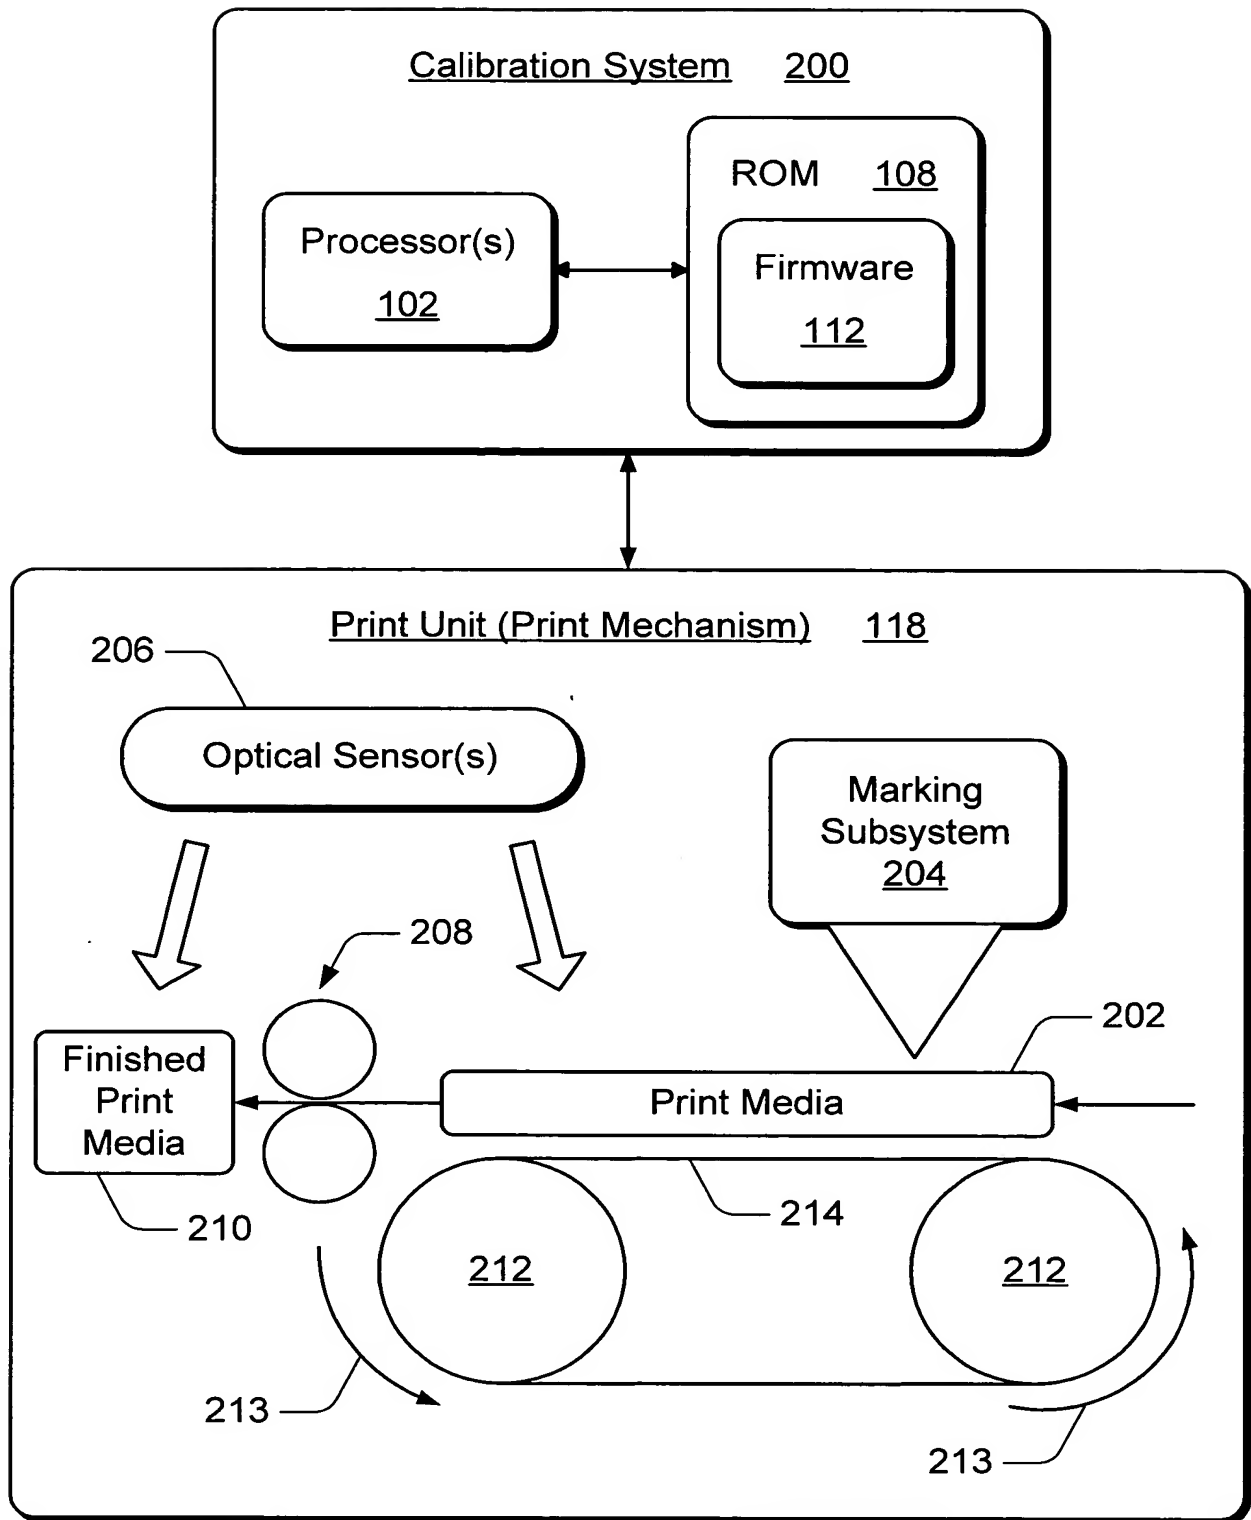 Calibration System 200
ROM 108
Processor(s)
102
Firmware
112
Print Unit (Print Mechanism) 118
206
Optical Sensor(s)
Marking
Subsystem
204
208
202
Finished
Print
Media
Print Media
210
214
212
212
213
213